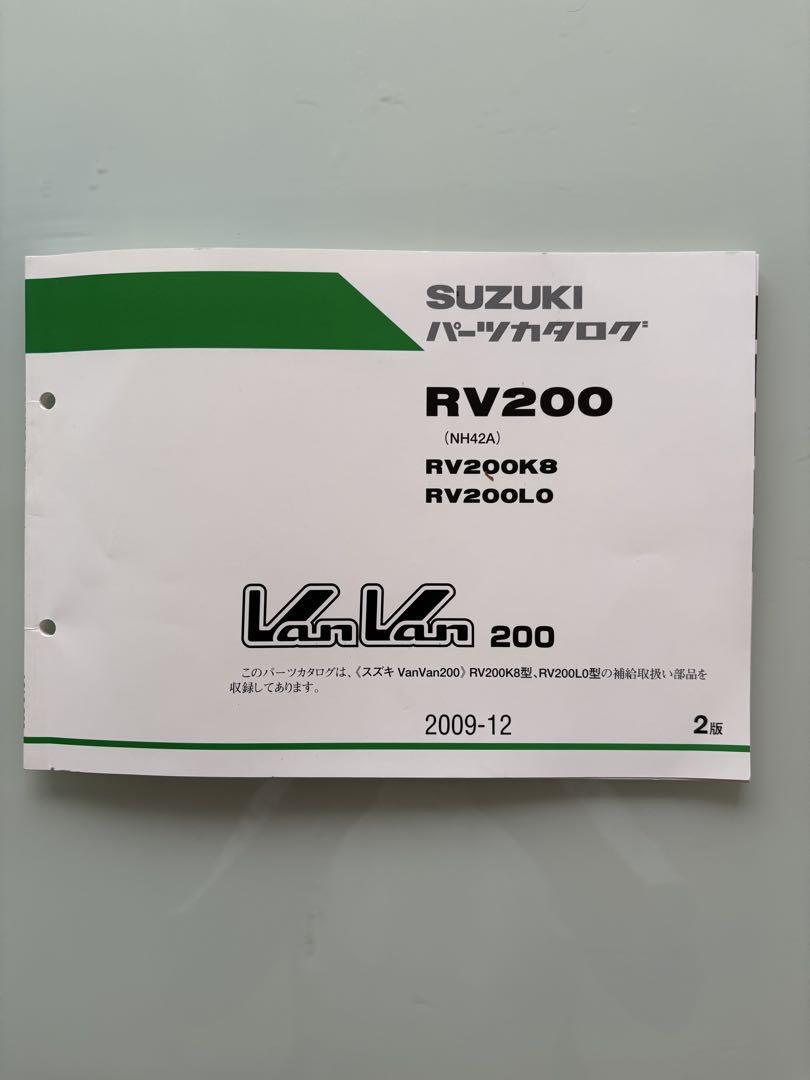 SUZUKI
パーツカタログ
RV200
(NH42A)
RV200K8
RV200L0
VanVan 200
このパーツカタログは、《スズキ VanVan200》RV200K8型、RV200L0型の補給取扱い部品を
収録してあります。
2009-12 2版